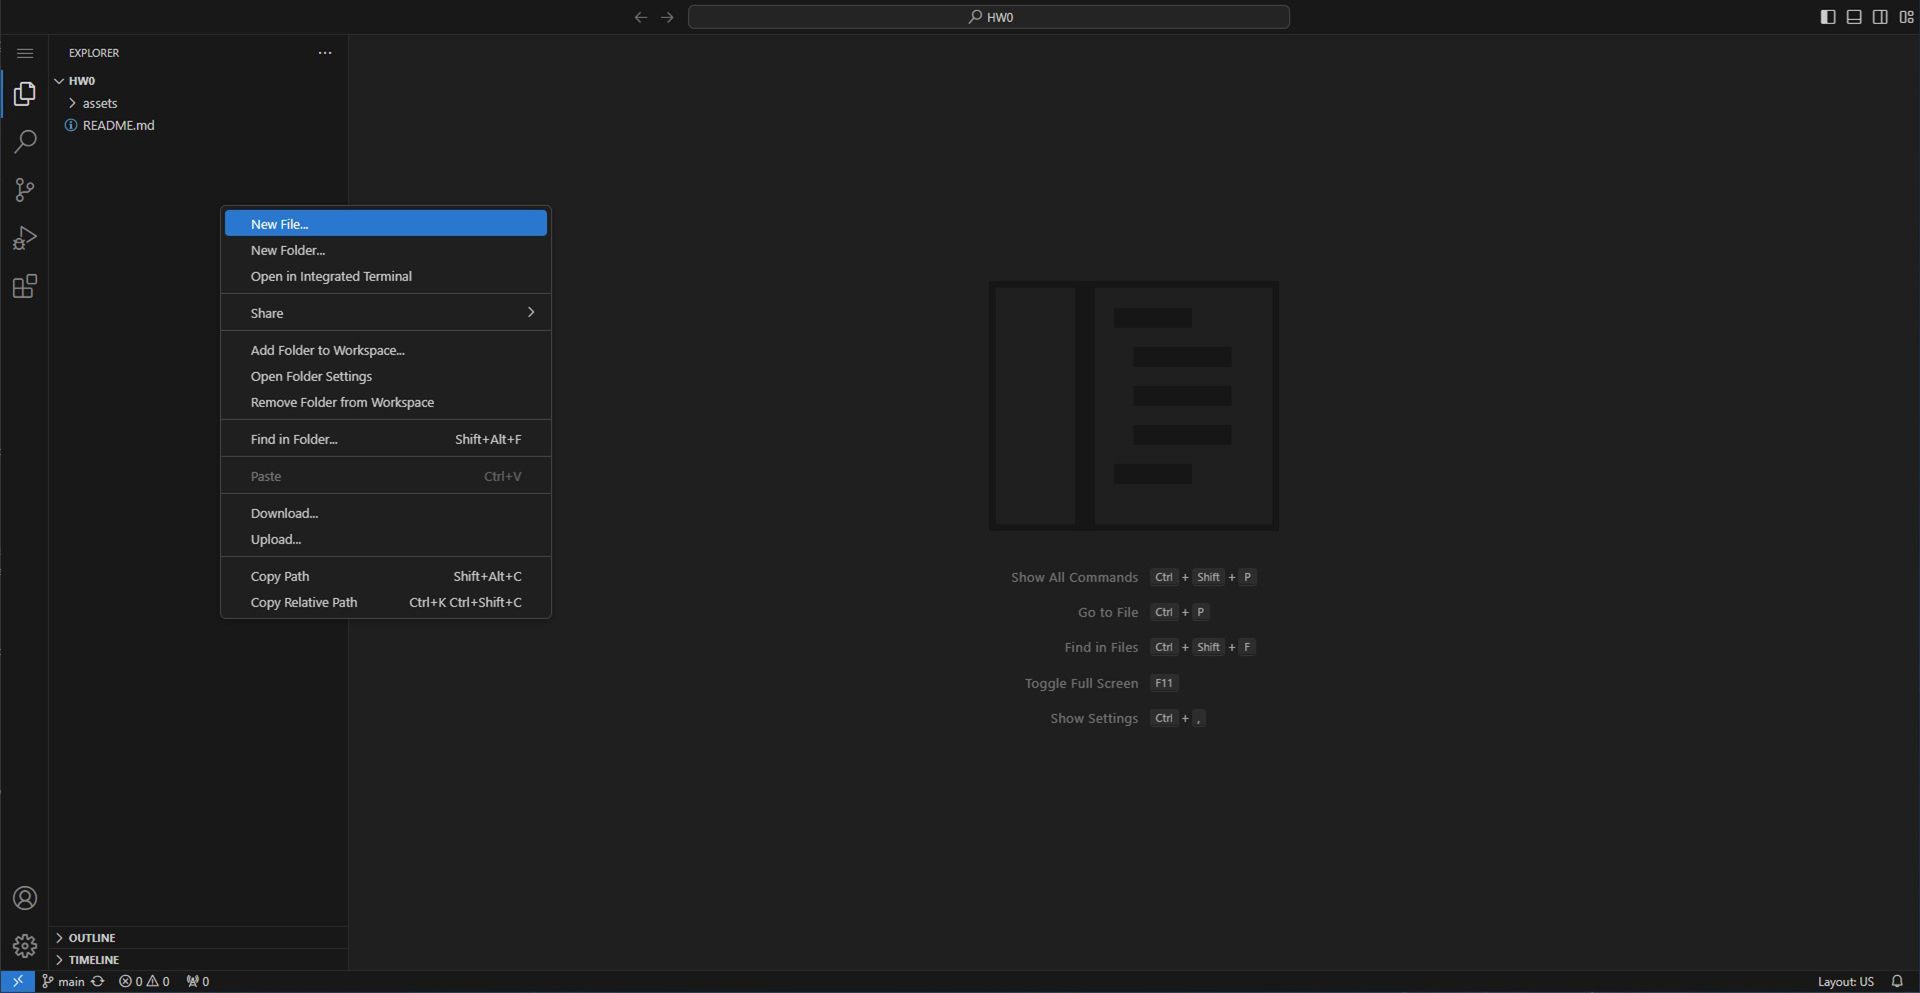 HW0
EXPLORER
HW0
assets
README.md
New File...
New Folder...
Open in Integrated Terminal
Share
Add Folder to Workspace...
Open Folder Settings
Remove Folder from Workspace
Find in Folder... Shift+Alt+F
Paste Ctrl+V
Download...
Upload...
Copy Path Shift+Alt+C
Copy Relative Path Ctrl+K Ctrl+Shift+C
Show All Commands Ctrl + Shift + P
Go to File Ctrl + P
Find in Files Ctrl + Shift + F
Toggle Full Screen F11
Show Settings Ctrl + ,
OUTLINE
TIMELINE
main 0 0 0 Layout: US